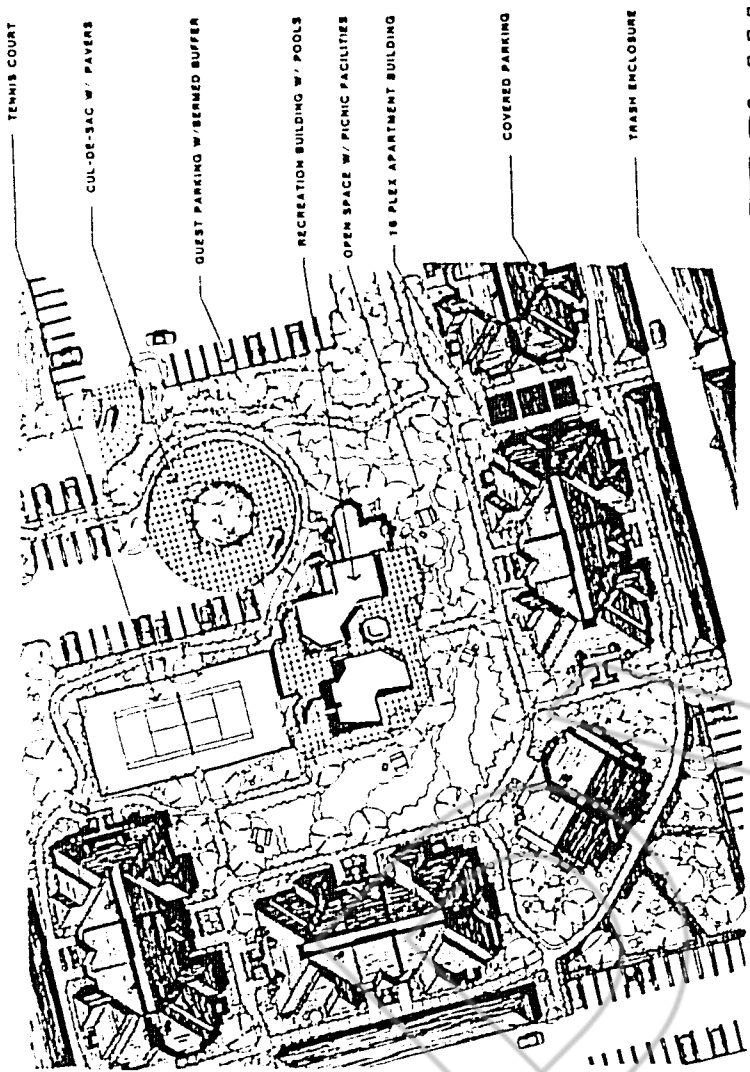 TENNIS COURT
CUL-DE-SAC W/ PAVERS
GUEST PARKING W/BERMED BUFFER
RECREATION BUILDING W/ POOLS
OPEN SPACE W/ PICNIC FACILITIES
16 PLEX APARTMENT BUILDING
COVERED PARKING
TRASH ENCLOSURE